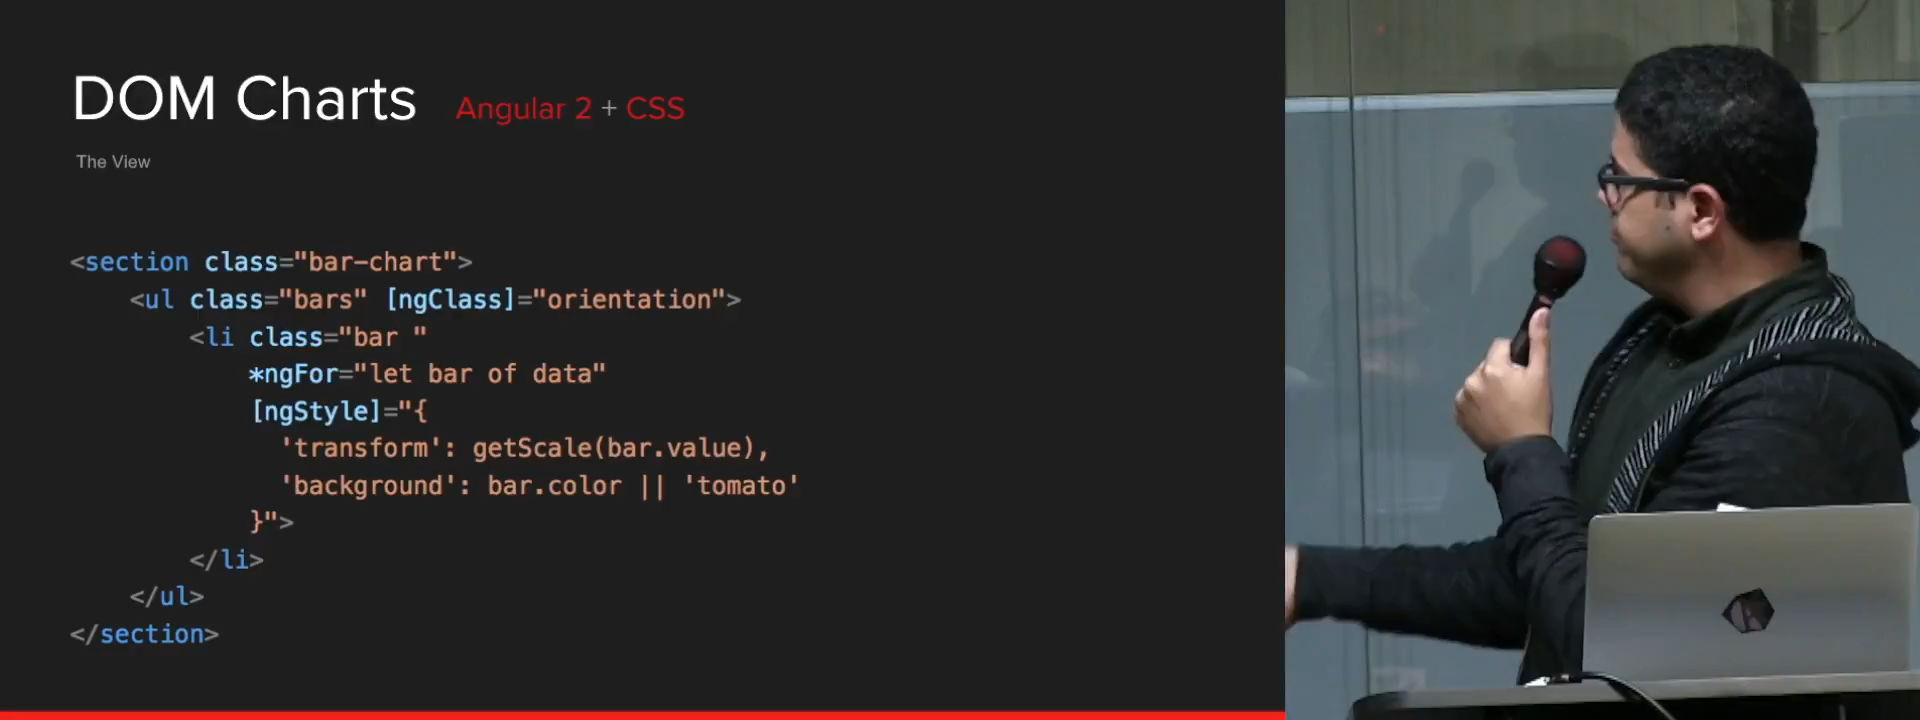 DOM Charts Angular 2 + CSS
The View
<section class="bar-chart">
<ul class="bars" [ngClass]="orientation">
<li class="bar "
*ngFor="let bar of data"
[ngStyle]="{
'transform': getScale(bar.value),
'background': bar.color || 'tomato'
}">
</li>
</ul>
</section>